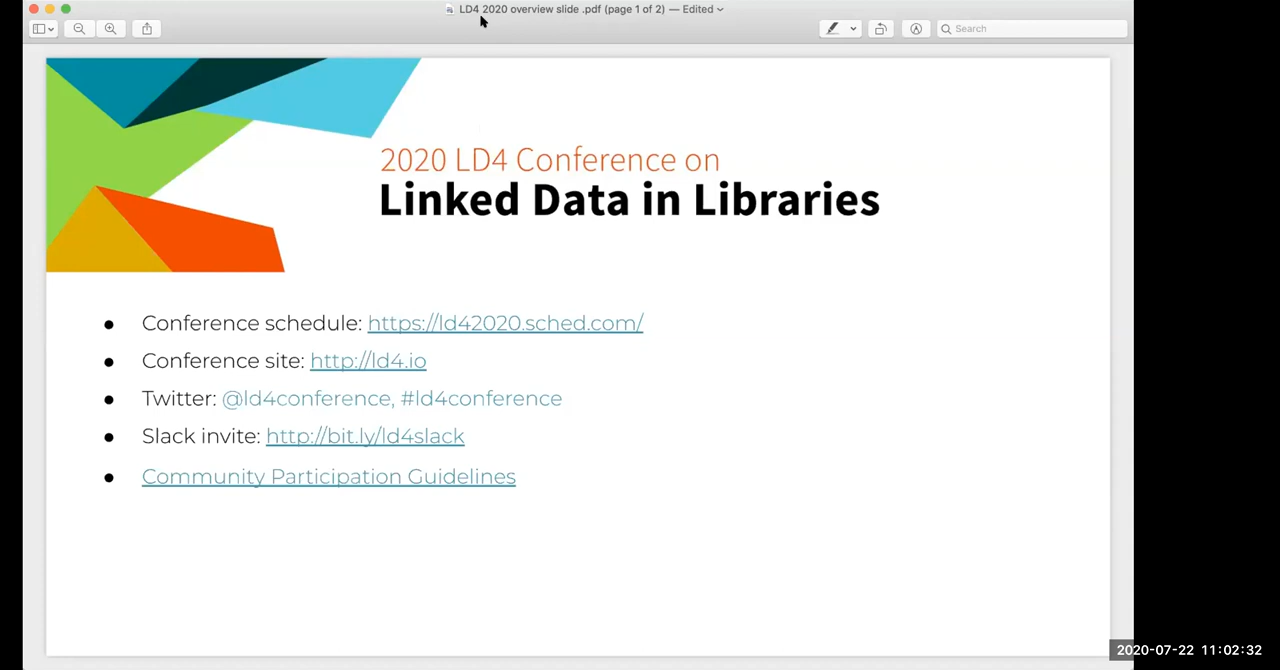 LD4 2020 overview slide .pdf (page 1 of 2) — Edited
Search
2020 LD4 Conference on
Linked Data in Libraries
● Conference schedule: https://ld42020.sched.com/
● Conference site: http://ld4.io
● Twitter: @ld4conference, #ld4conference
● Slack invite: http://bit.ly/ld4slack
● Community Participation Guidelines
2020-07-22 11:02:32